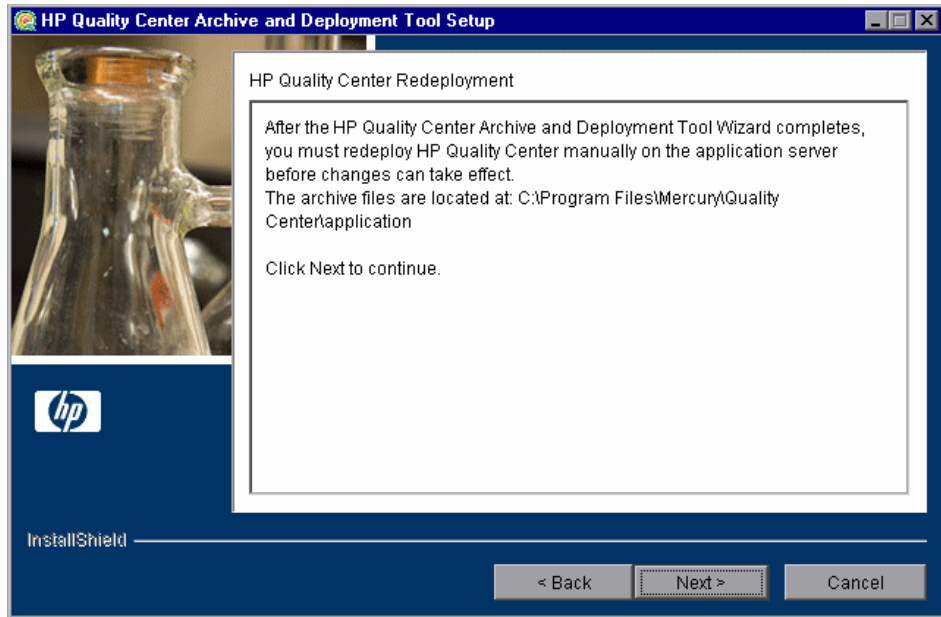 HP Quality Center Archive and Deployment Tool Setup
HP Quality Center Redeployment
After the HP Quality Center Archive and Deployment Tool Wizard completes,
you must redeploy HP Quality Center manually on the application server
before changes can take effect.
The archive files are located at: C:\Program Files\Mercury\Quality
Center\application
Click Next to continue.
hp
InstallShield
< Back
Next >
Cancel